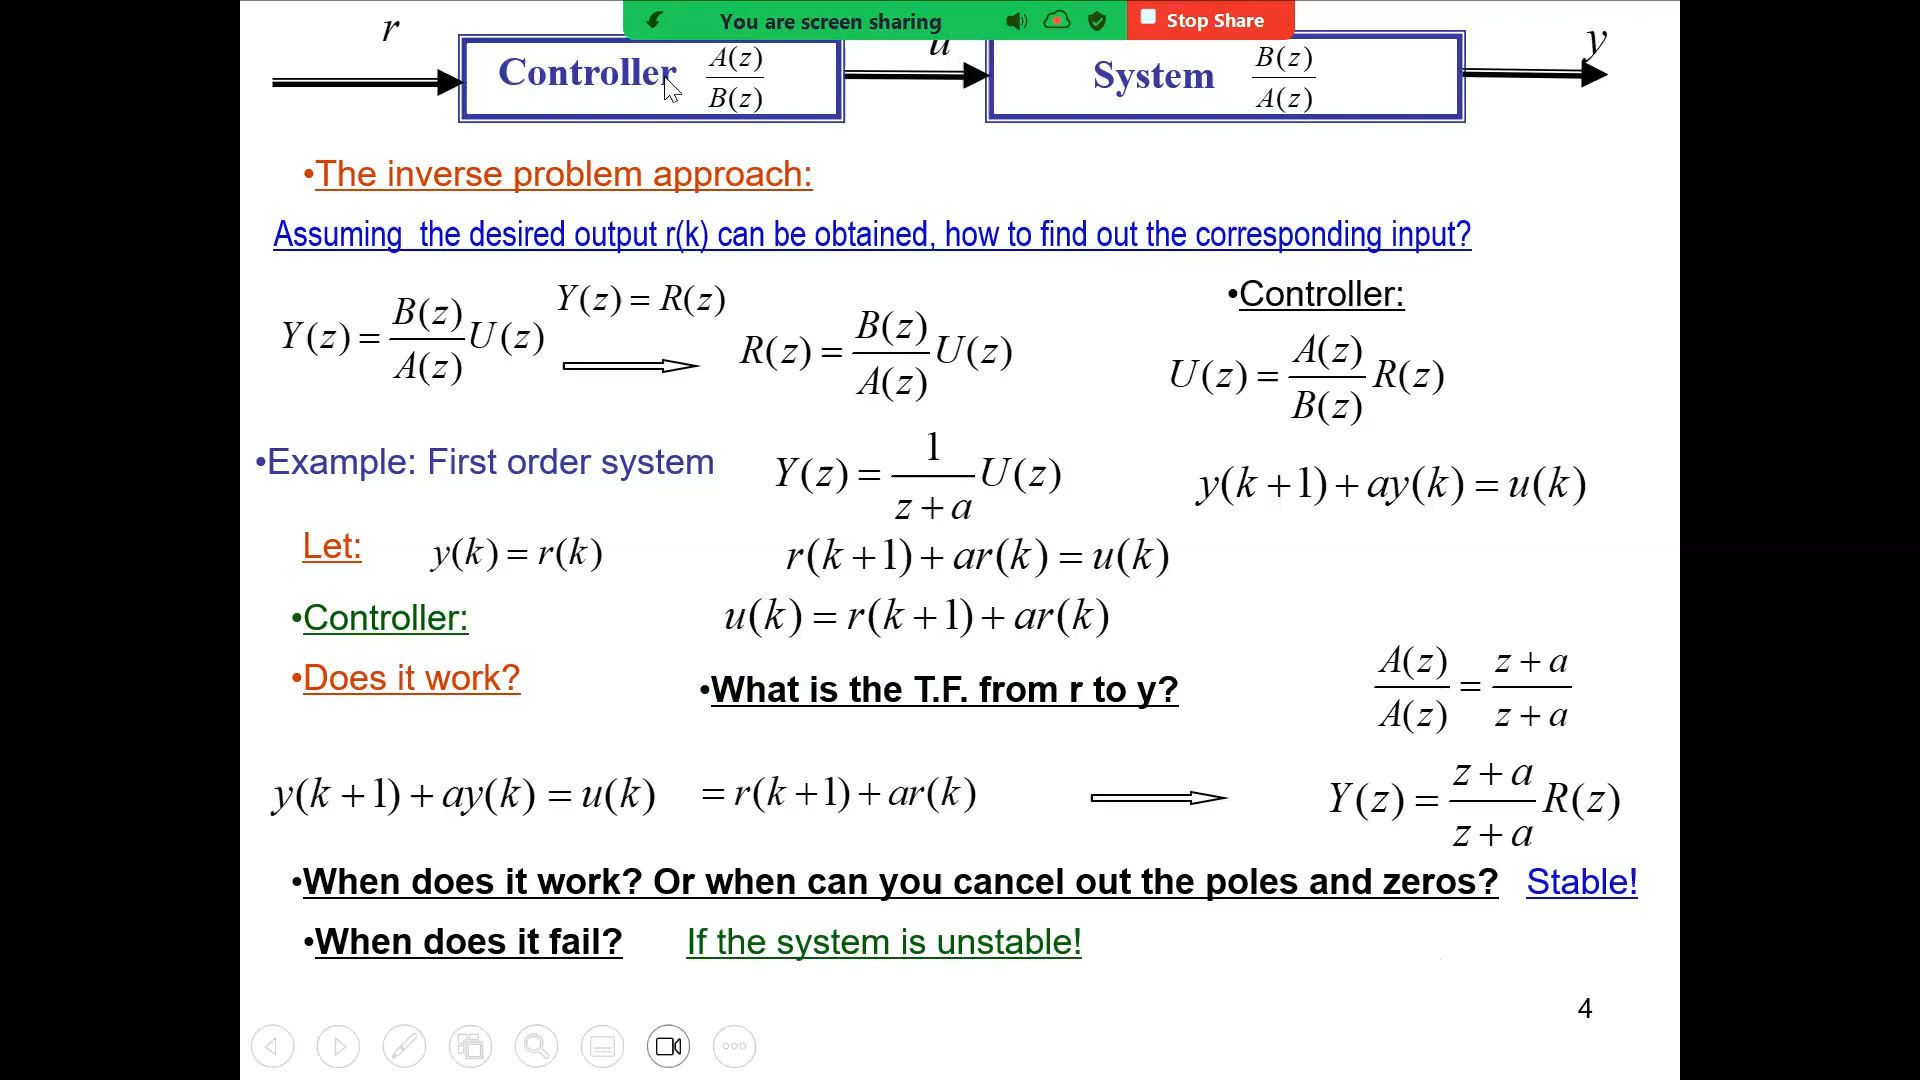 You are screen sharing
Stop Share
r
u
y
Controller A(z)/B(z)
System B(z)/A(z)
•The inverse problem approach:
Assuming the desired output r(k) can be obtained, how to find out the corresponding input?
•Controller:
Y(z) = B(z)/A(z) U(z)
Y(z) = R(z)
R(z) = B(z)/A(z) U(z)
U(z) = A(z)/B(z) R(z)
•Example: First order system
Y(z) = 1/(z + a) U(z)
y(k +1) + ay(k) = u(k)
Let:
y(k) = r(k)
r(k +1) + ar(k) = u(k)
•Controller:
u(k) = r(k +1) + ar(k)
•Does it work?
•What is the T.F. from r to y?
A(z)/A(z) = (z + a)/(z + a)
y(k +1) + ay(k) = u(k) = r(k +1) + ar(k)
Y(z) = (z + a)/(z + a) R(z)
•When does it work? Or when can you cancel out the poles and zeros? Stable!
•When does it fail? If the system is unstable!
4